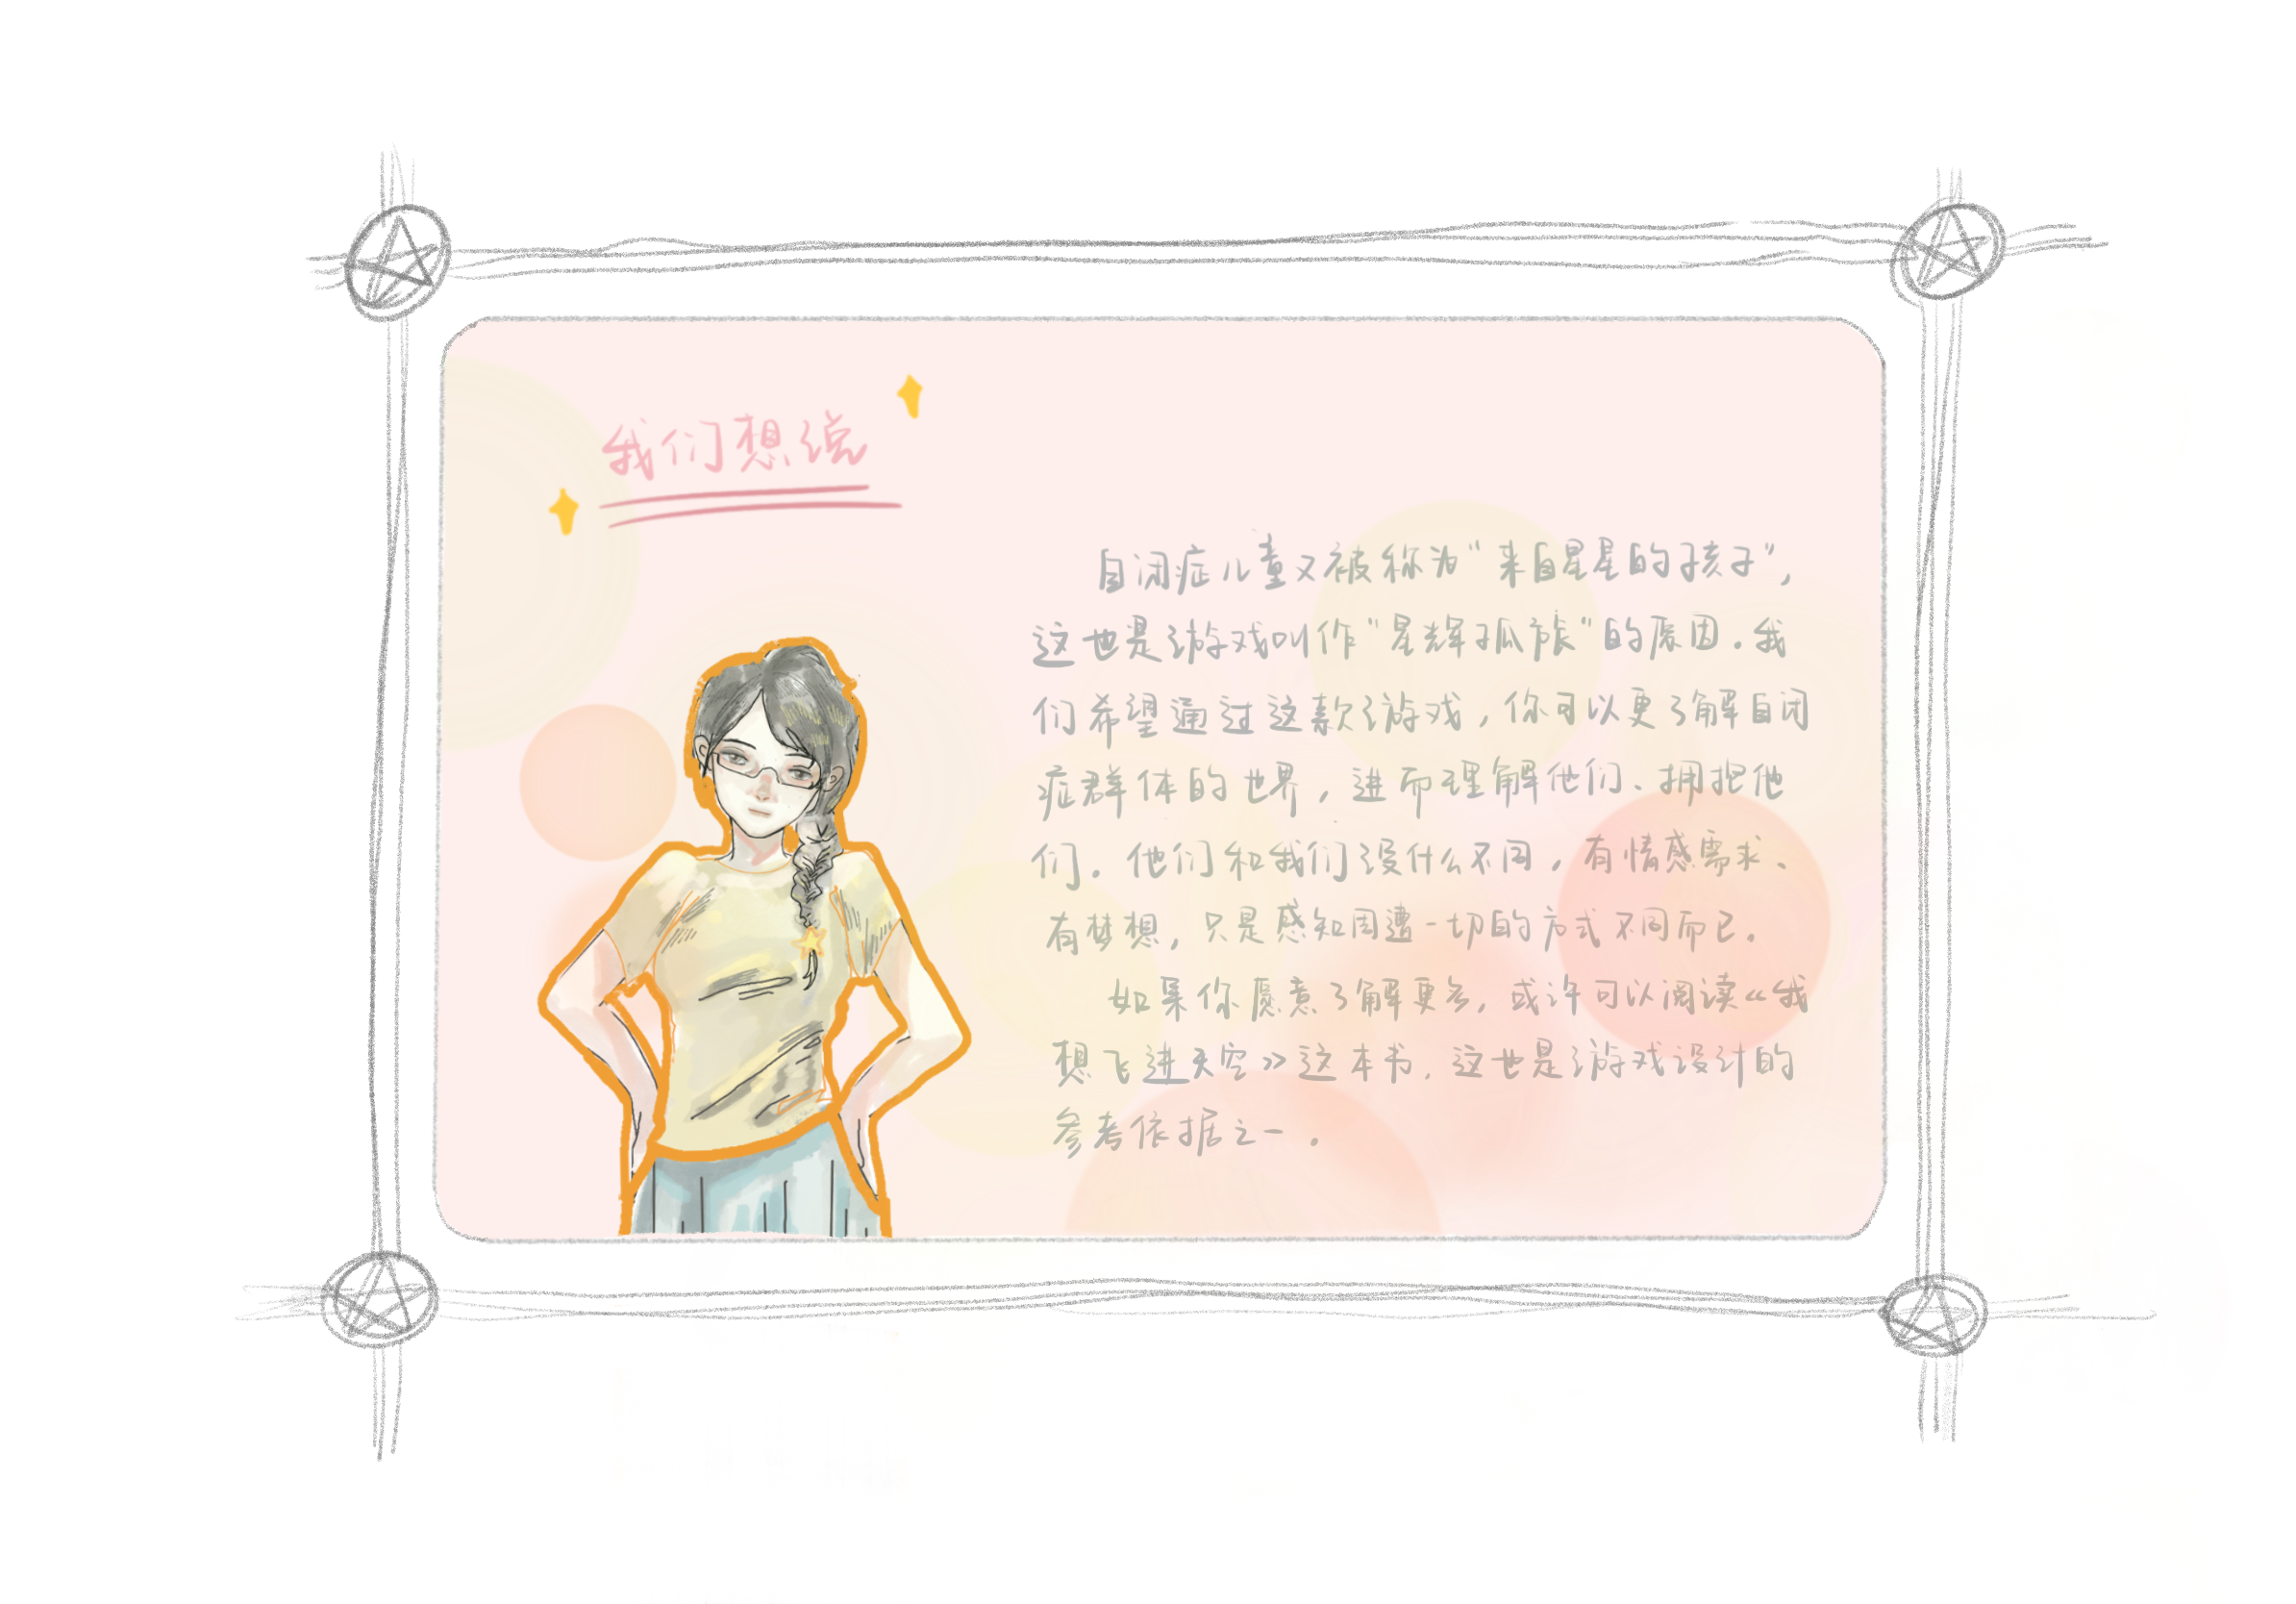 我们想说
自闭症儿童又被称为“来自星星的孩子”，
这也是游戏叫作“星辉孤旅”的原因。我
们希望通过这款游戏，你可以更了解自闭
症群体的世界，进而理解他们、拥抱他
们。他们和我们没什么不同，有情感需求、
有梦想，只是感知周遭一切的方式不同而已。
如果你愿意了解更多，或许可以阅读《我
想飞进天空》这本书，这也是游戏设计的
参考依据之一。